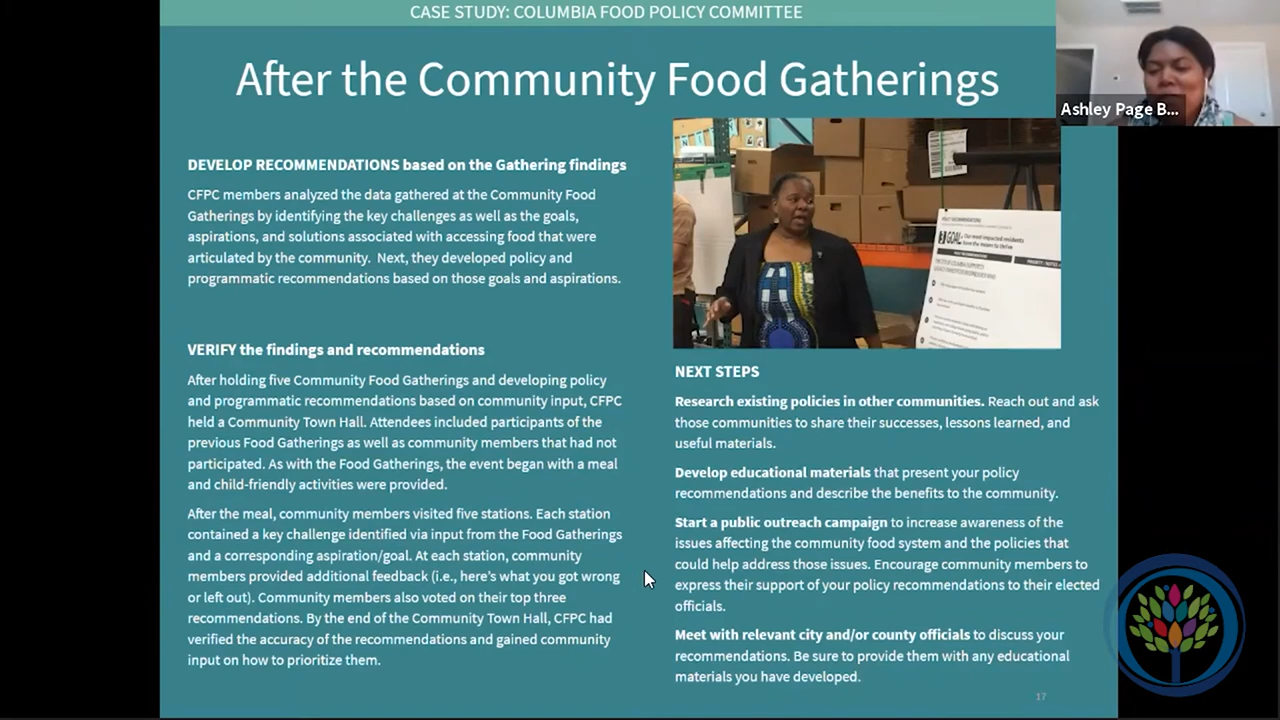 CASE STUDY: COLUMBIA FOOD POLICY COMMITTEE
After the Community Food Gatherings
Ashley Page B...
DEVELOP RECOMMENDATIONS based on the Gathering findings
CFPC members analyzed the data gathered at the Community Food
Gatherings by identifying the key challenges as well as the goals,
aspirations, and solutions associated with accessing food that were
articulated by the community. Next, they developed policy and
programmatic recommendations based on those goals and aspirations.
VERIFY the findings and recommendations
After holding five Community Food Gatherings and developing policy
and programmatic recommendations based on community input, CFPC
held a Community Town Hall. Attendees included participants of the
previous Food Gatherings as well as community members that had not
participated. As with the Food Gatherings, the event began with a meal
and child-friendly activities were provided.
After the meal, community members visited five stations. Each station
contained a key challenge identified via input from the Food Gatherings
and a corresponding aspiration/goal. At each station, community
members provided additional feedback (i.e., here's what you got wrong
or left out). Community members also voted on their top three
recommendations. By the end of the Community Town Hall, CFPC had
verified the accuracy of the recommendations and gained community
input on how to prioritize them.
POLICY RECOMMENDATIONS
GOAL: Our most impacted residents
have the
to thrive
NEXT STEPS
Research existing policies in other communities. Reach out and ask
those communities to share their successes, lessons learned, and
useful materials.
Develop educational materials that present your policy
recommendations and describe the benefits to the community.
Start a public outreach campaign to increase awareness of the
issues affecting the community food system and the policies that
could help address those issues. Encourage community members to
express their support of your policy recommendations to their elected
officials.
Meet with relevant city and/or county officials to discuss your
recommendations. Be sure to provide them with any educational
materials you have developed.
17